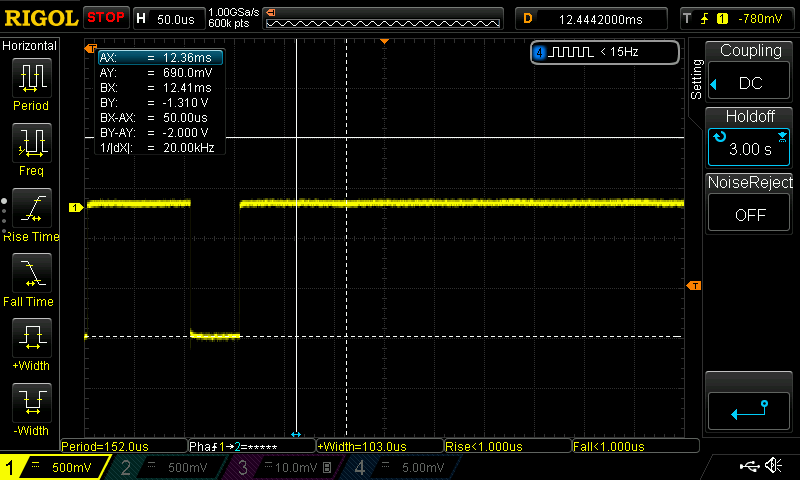 RIGOL STOP H 50.0us 1.00GSa/s 600k pts D 12.4442000ms T 1 -780mV
Horizontal
Period
Freq
Rise Time
Fall Time
+Width
-Width
T
AX: = 12.36ms
AY: = 690.0mV
BX: = 12.41ms
BY: = -1.310 V
BX-AX: = 50.00us
BY-AY: = -2.000 V
1/|dX|: = 20.00kHz
4 < 15Hz
1
T
Setting
Coupling
DC
Holdoff
3.00 s
NoiseReject
OFF
Period=152.0us Pha 1→2=***** +Width=103.0us Rise<1.000us Fall<1.000us
1 = 500mV 2 = 500mV 3 = 10.0mV B 4 = 5.00mV